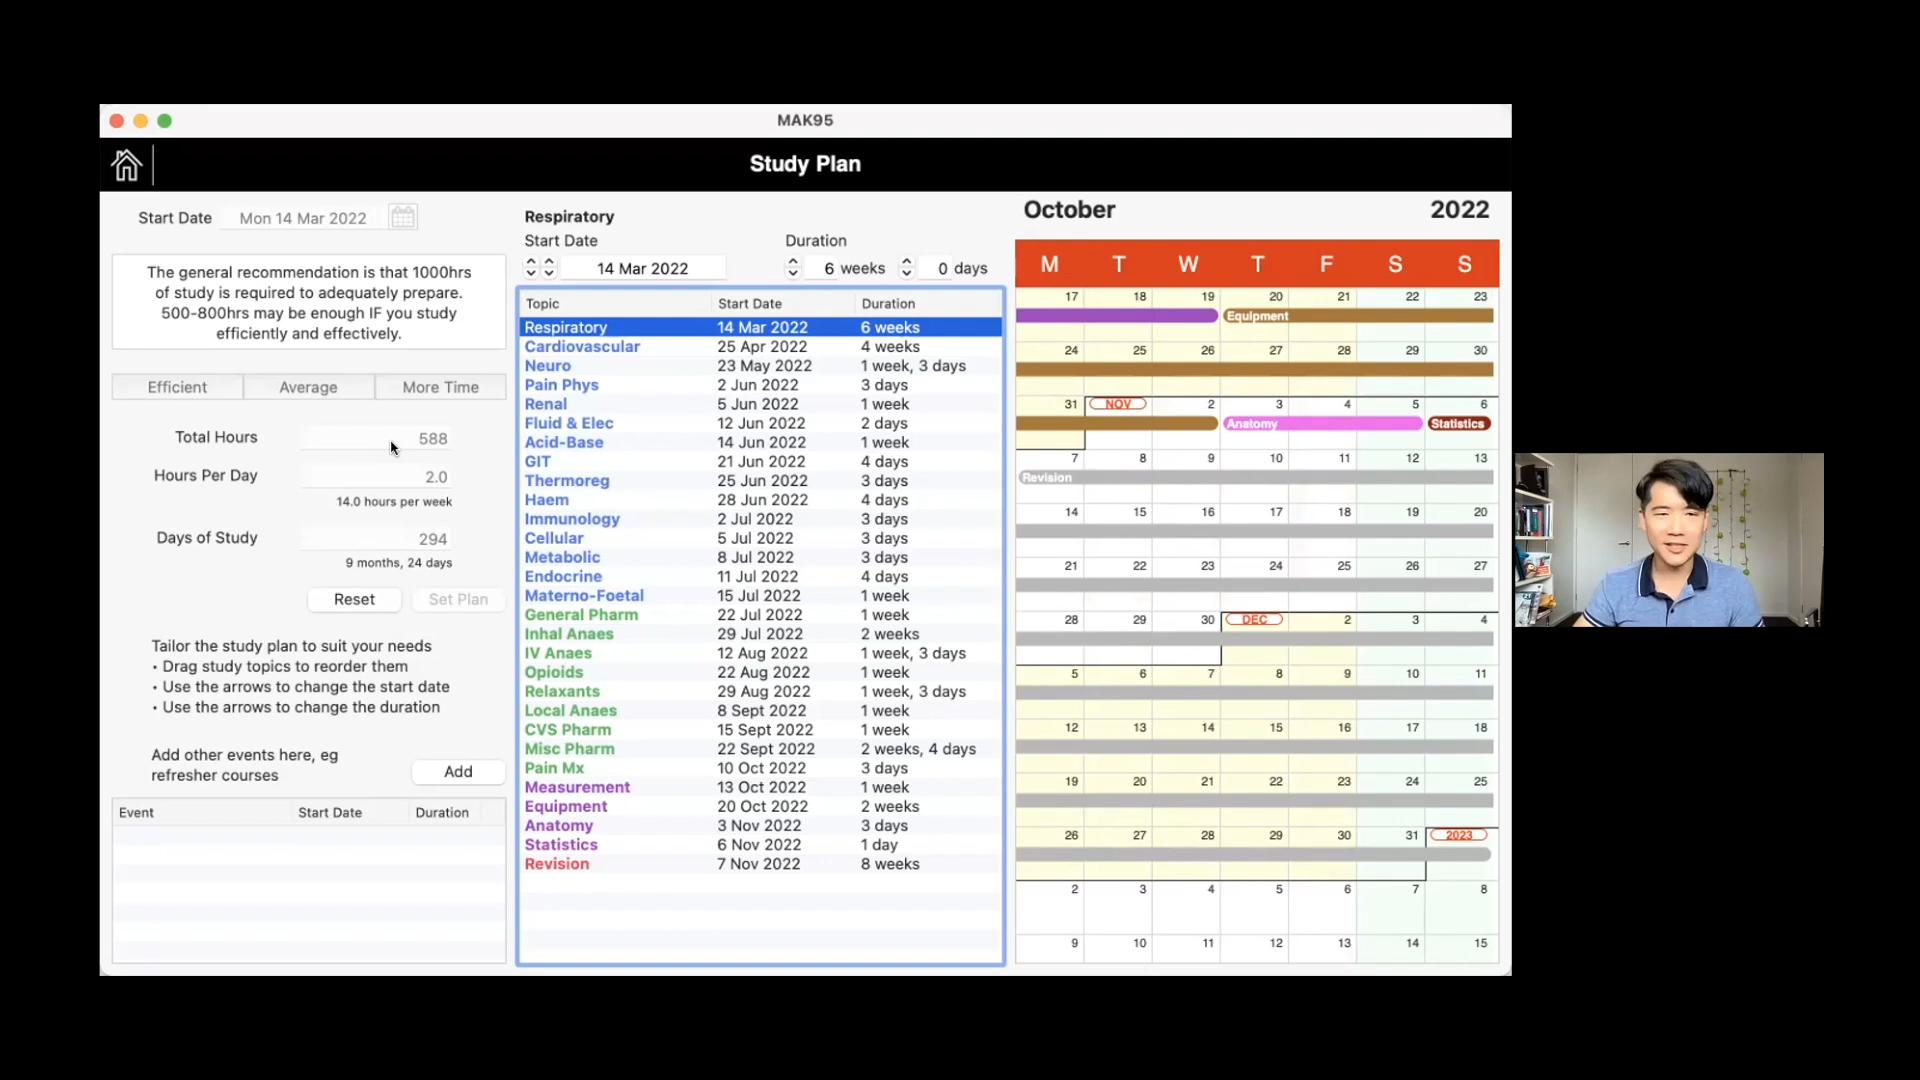 MAK95
Study Plan
Start Date Mon 14 Mar 2022
The general recommendation is that 1000hrs
of study is required to adequately prepare.
500-800hrs may be enough IF you study
efficiently and effectively.
Efficient Average More Time
Total Hours 588
Hours Per Day 2.0
14.0 hours per week
Days of Study 294
9 months, 24 days
Reset Set Plan
Tailor the study plan to suit your needs
• Drag study topics to reorder them
• Use the arrows to change the start date
• Use the arrows to change the duration
Add other events here, eg
refresher courses
Add
Event Start Date Duration
Respiratory
Start Date Duration
14 Mar 2022 6 weeks 0 days
Topic Start Date Duration
Respiratory 14 Mar 2022 6 weeks
Cardiovascular 25 Apr 2022 4 weeks
Neuro 23 May 2022 1 week, 3 days
Pain Phys 2 Jun 2022 3 days
Renal 5 Jun 2022 1 week
Fluid & Elec 12 Jun 2022 2 days
Acid-Base 14 Jun 2022 1 week
GIT 21 Jun 2022 4 days
Thermoreg 25 Jun 2022 3 days
Haem 28 Jun 2022 4 days
Immunology 2 Jul 2022 3 days
Cellular 5 Jul 2022 3 days
Metabolic 8 Jul 2022 3 days
Endocrine 11 Jul 2022 4 days
Materno-Foetal 15 Jul 2022 1 week
General Pharm 22 Jul 2022 1 week
Inhal Anaes 29 Jul 2022 2 weeks
IV Anaes 12 Aug 2022 1 week, 3 days
Opioids 22 Aug 2022 1 week
Relaxants 29 Aug 2022 1 week, 3 days
Local Anaes 8 Sept 2022 1 week
CVS Pharm 15 Sept 2022 1 week
Misc Pharm 22 Sept 2022 2 weeks, 4 days
Pain Mx 10 Oct 2022 3 days
Measurement 13 Oct 2022 1 week
Equipment 20 Oct 2022 2 weeks
Anatomy 3 Nov 2022 3 days
Statistics 6 Nov 2022 1 day
Revision 7 Nov 2022 8 weeks
October 2022
M T W T F S S
17 18 19 20 21 22 23
Equipment
24 25 26 27 28 29 30
31 NOV 2 3 4 5 6
Anatomy Statistics
7 8 9 10 11 12 13
Revision
14 15 16 17 18 19 20
21 22 23 24 25 26 27
28 29 30 DEC 2 3 4
5 6 7 8 9 10 11
12 13 14 15 16 17 18
19 20 21 22 23 24 25
26 27 28 29 30 31 2023
2 3 4 5 6 7 8
9 10 11 12 13 14 15